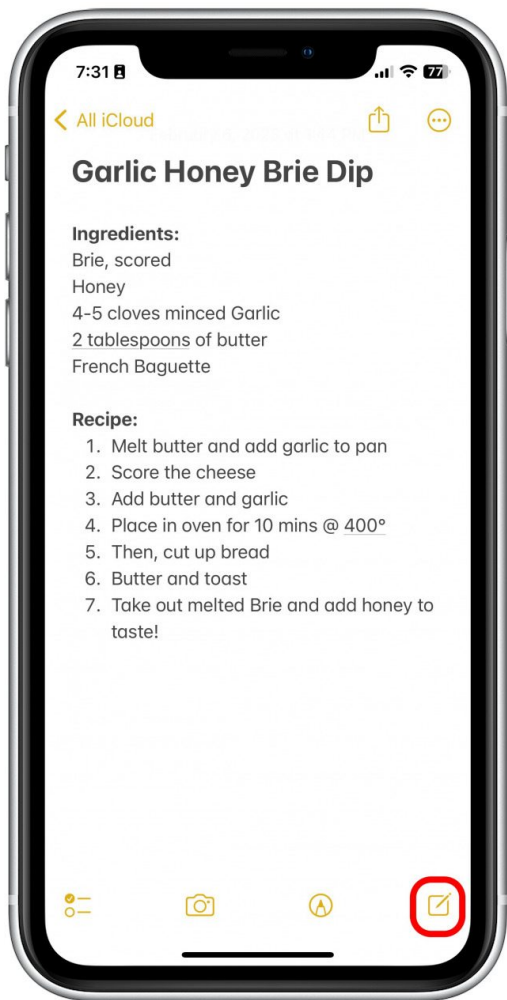 7:31
77
All iCloud
Garlic Honey Brie Dip
Ingredients:
Brie, scored
Honey
4-5 cloves minced Garlic
2 tablespoons of butter
French Baguette
Recipe:
1. Melt butter and add garlic to pan
2. Score the cheese
3. Add butter and garlic
4. Place in oven for 10 mins @ 400°
5. Then, cut up bread
6. Butter and toast
7. Take out melted Brie and add honey to
taste!